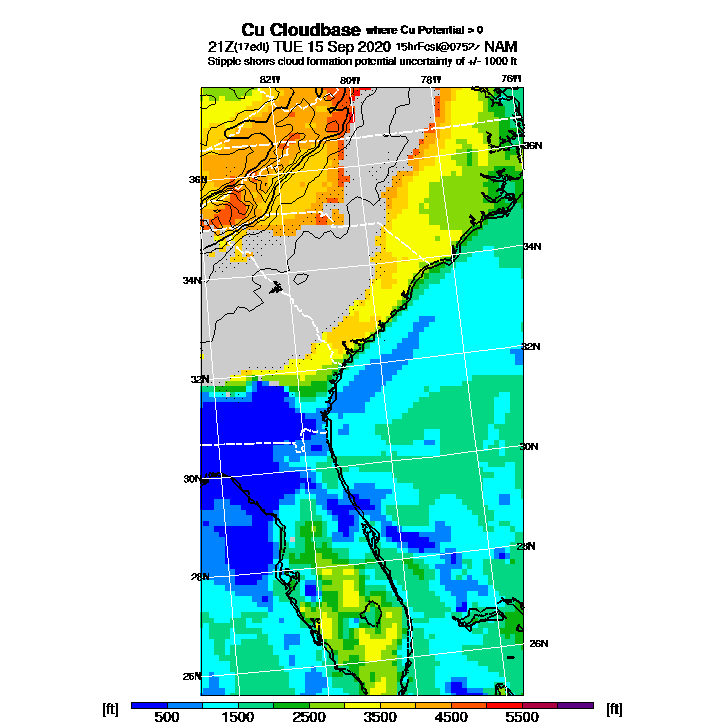 Cu Cloudbase where Cu Potential > 0
21Z(17edt) TUE 15 Sep 2020 15hrFcst@0752z NAM
Stipple shows cloud formation potential uncertainty of +/- 1000 ft
82W 80W 78W 76W
36N
36N
34N
34N
32N
32N
30N
30N
28N
28N
26N
26N
[ft] 500 1500 2500 3500 4500 5500 [ft]